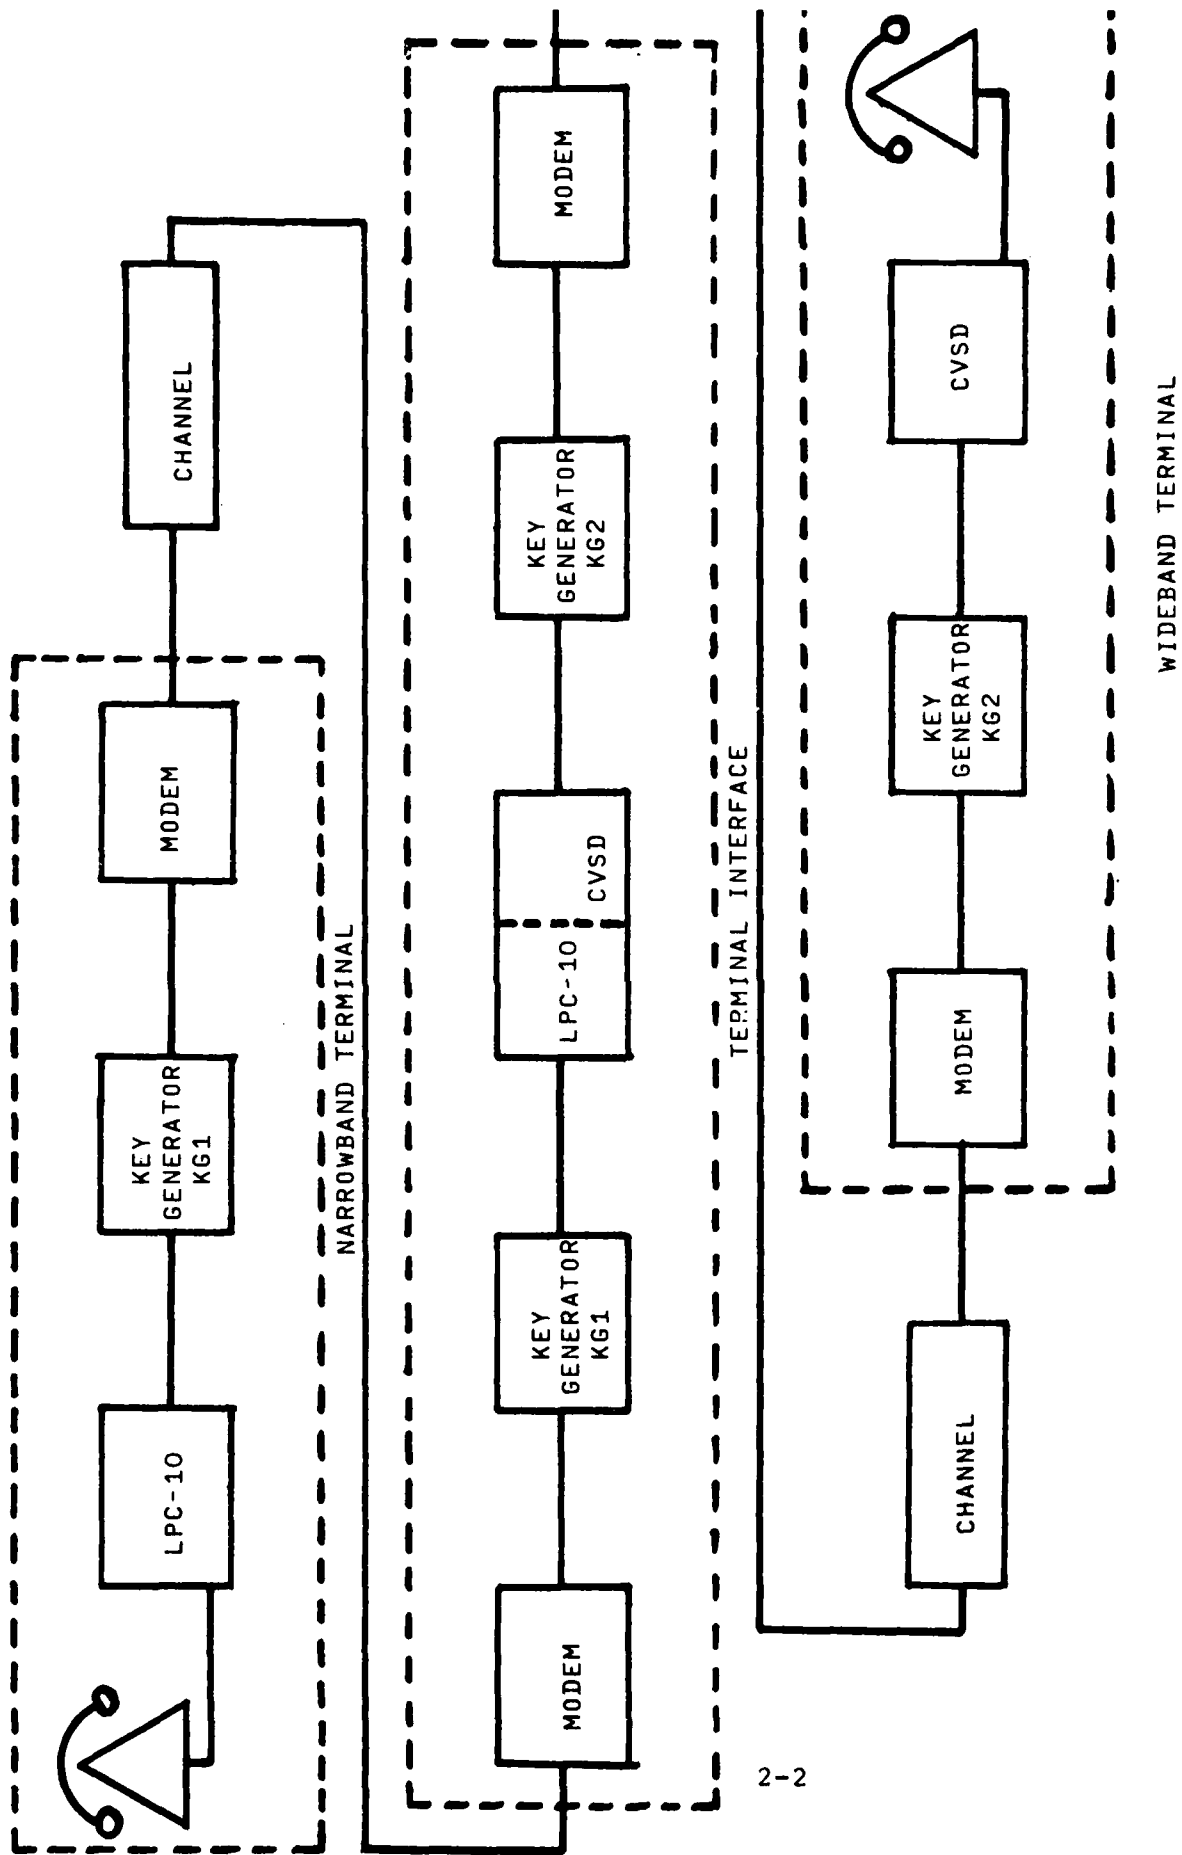 LPC-10
KEY
GENERATOR
KG1
MODEM
CHANNEL
NARROWBAND TERMINAL
MODEM
KEY
GENERATOR
KG1
LPC-10
CVSD
KEY
GENERATOR
KG2
MODEM
TERMINAL INTERFACE
CHANNEL
MODEM
KEY
GENERATOR
KG2
CVSD
WIDEBAND TERMINAL
2-2